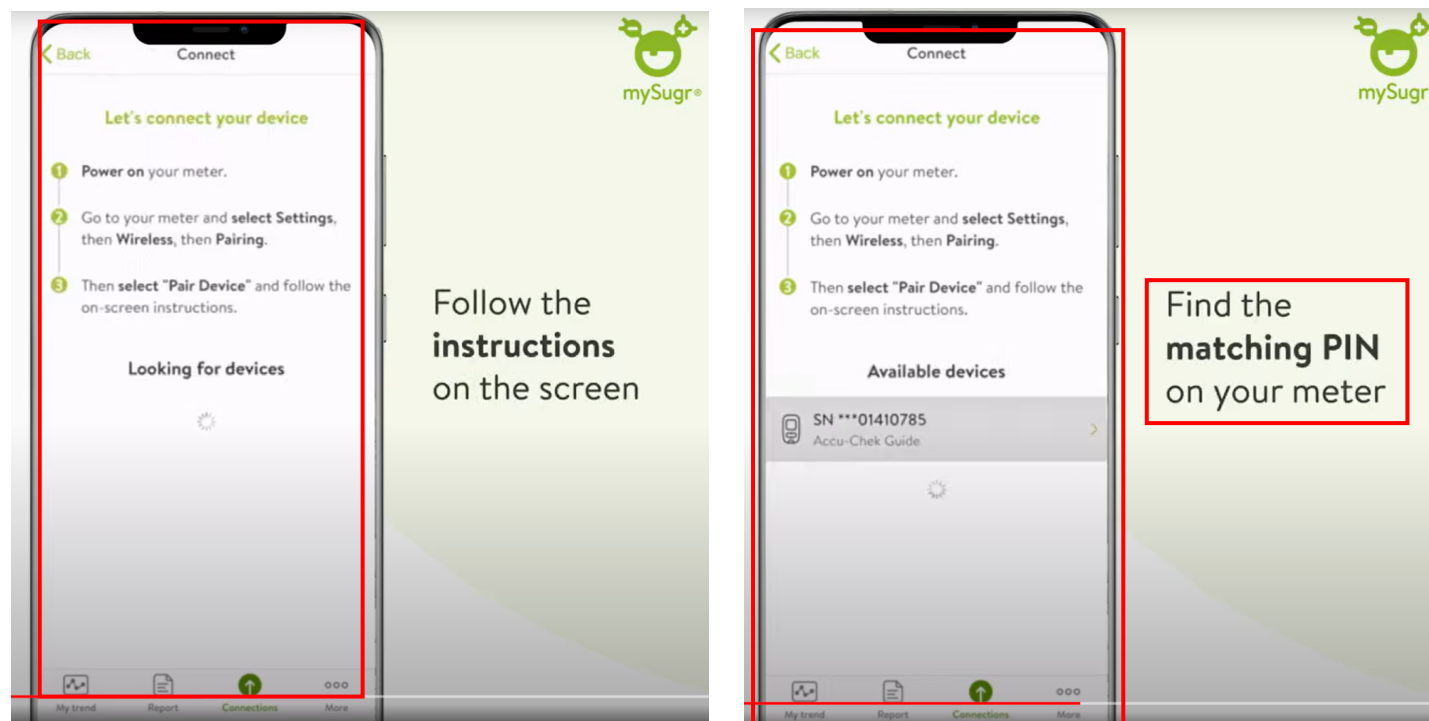 Back
Connect
mySugr®
Let's connect your device
1 Power on your meter.
2 Go to your meter and select Settings,
then Wireless, then Pairing.
3 Then select "Pair Device" and follow the
on-screen instructions.
Looking for devices
Follow the
instructions
on the screen
My trend
Report
Connections
More
Back
Connect
mySugr
Let's connect your device
1 Power on your meter.
2 Go to your meter and select Settings,
then Wireless, then Pairing.
3 Then select "Pair Device" and follow the
on-screen instructions.
Available devices
SN ***01410785
Accu-Chek Guide
Find the
matching PIN
on your meter
My trend
Report
Connections
More